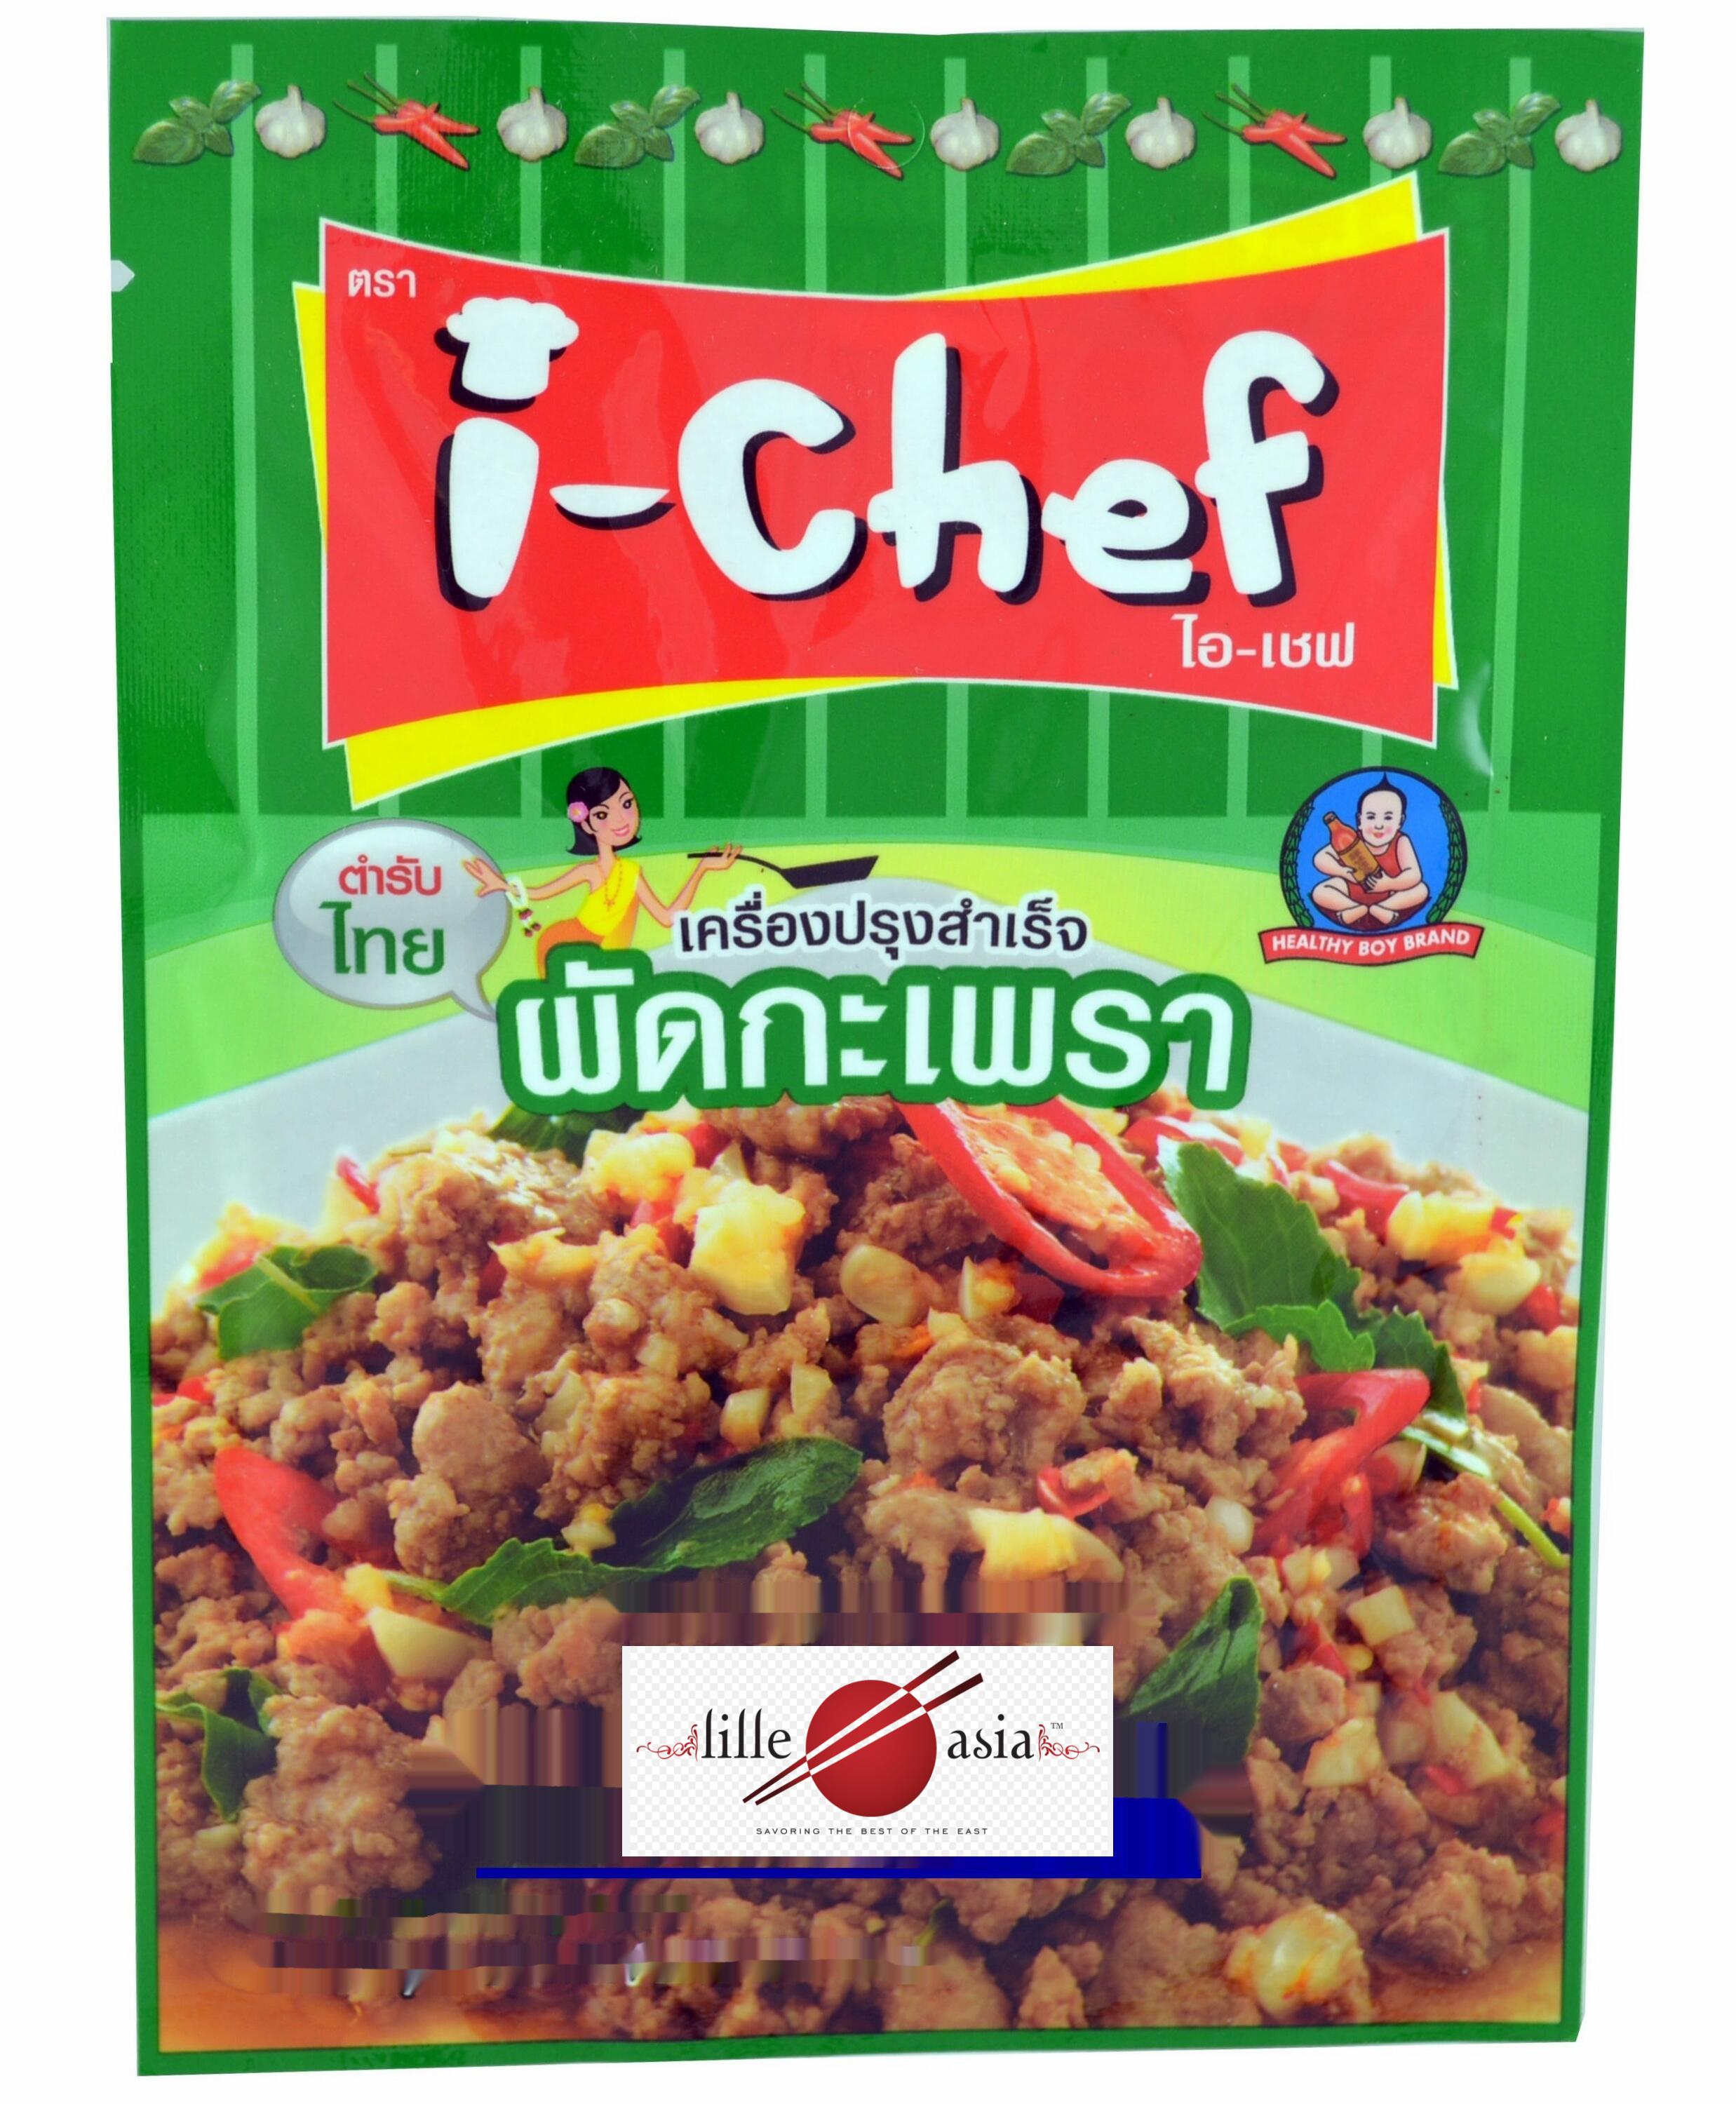 ตรา
i-Chef
ไอ-เชฟ
ตำรับ
ไทย
เครื่องปรุงสำเร็จ
ผัดกะเพรา
HEALTHY BOY BRAND
lille asia™
SAVORING THE BEST OF THE EAST